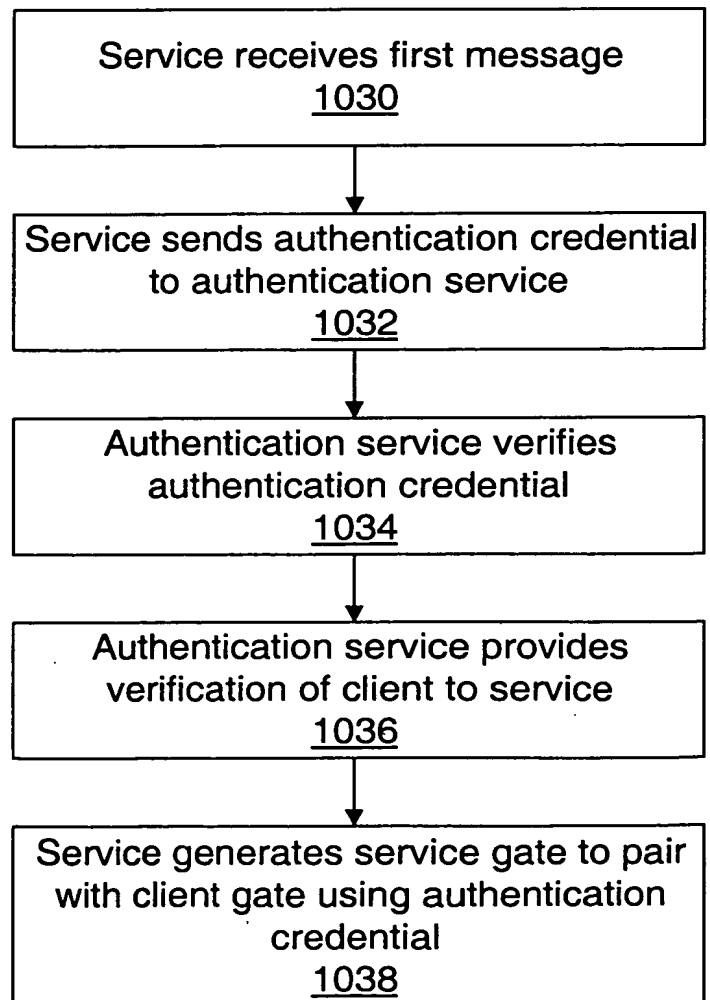 Service receives first message
1030
Service sends authentication credential
to authentication service
1032
Authentication service verifies
authentication credential
1034
Authentication service provides
verification of client to service
1036
Service generates service gate to pair
with client gate using authentication
credential
1038